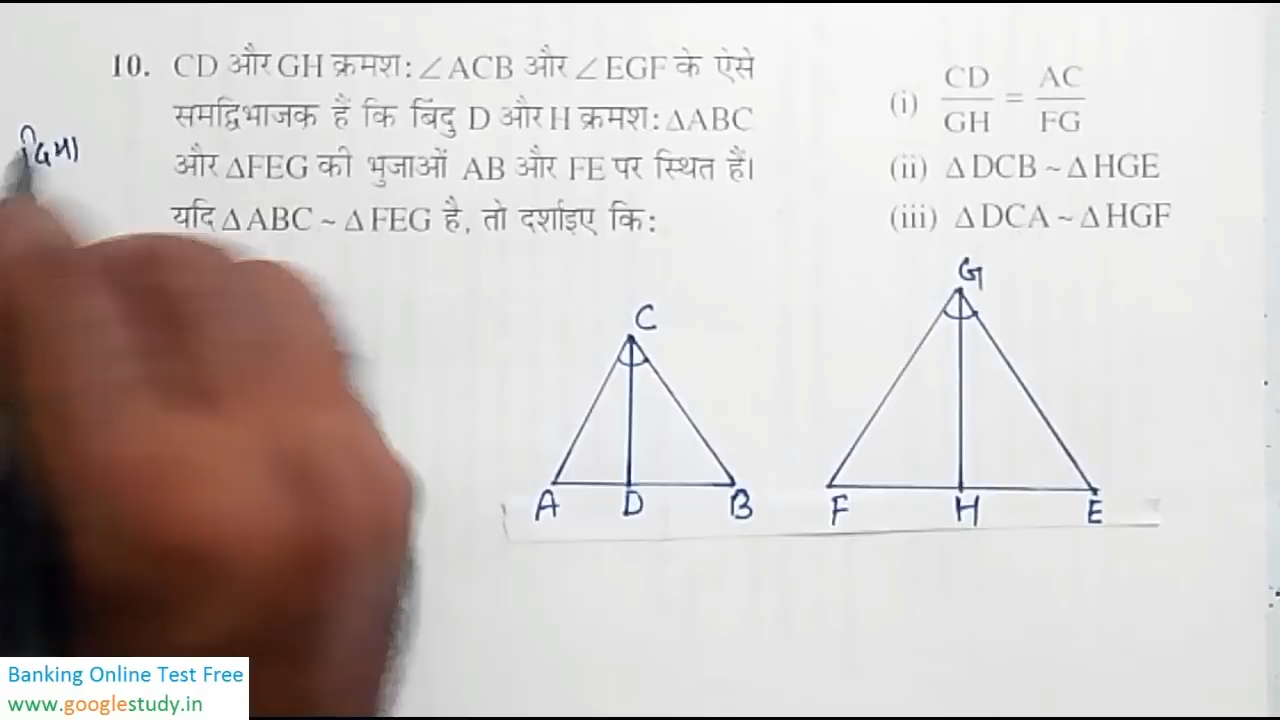 10. CD और GH क्रमश: ∠ACB और ∠EGF के ऐसे
समद्विभाजक हैं कि बिंदु D और H क्रमश: ΔABC
और ΔFEG की भुजाओं AB और FE पर स्थित हैं।
यदि ΔABC ~ ΔFEG है, तो दर्शाइए कि:
(i) CD/GH = AC/FG
(ii) ΔDCB ~ ΔHGE
(iii) ΔDCA ~ ΔHGF
दिया
C
G
A D B
F H E
Banking Online Test Free
www.googlestudy.in